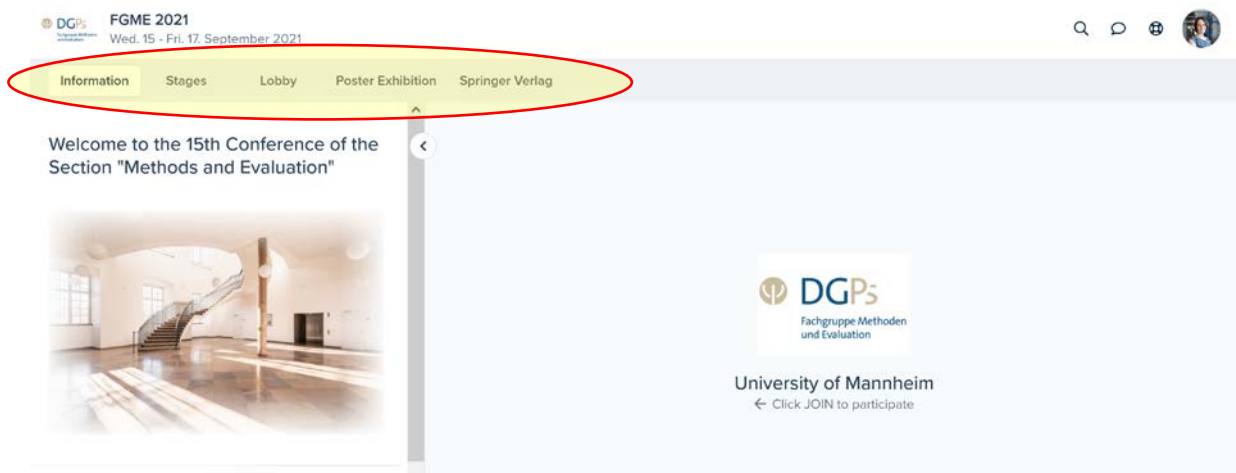 DGPs
FGME 2021
Wed. 15 - Fri. 17. September 2021
Information Stages Lobby Poster Exhibition Springer Verlag
Welcome to the 15th Conference of the
Section "Methods and Evaluation"
DGPs
Fachgruppe Methoden
und Evaluation
University of Mannheim
← Click JOIN to participate